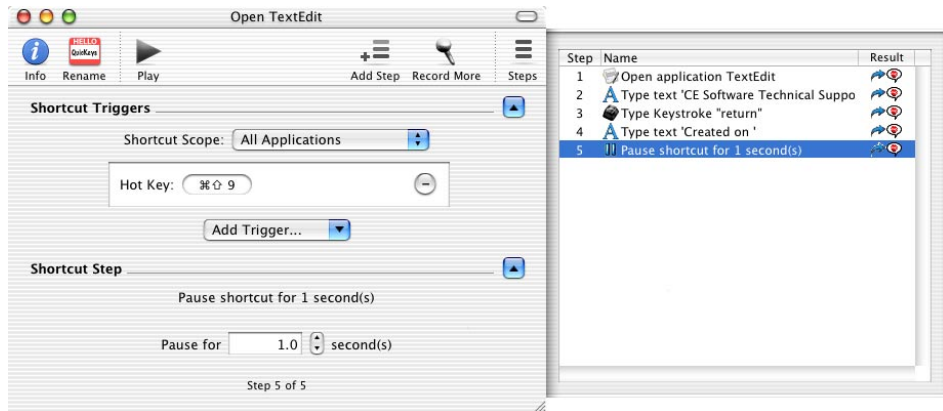 Open TextEdit
HELLO
QuicKeys
Info Rename Play Add Step Record More Steps
Shortcut Triggers
Shortcut Scope: All Applications
Hot Key: ⌘⇧ 9
Add Trigger...
Shortcut Step
Pause shortcut for 1 second(s)
Pause for 1.0 second(s)
Step 5 of 5
Step Name Result
1 Open application TextEdit
2 Type text 'CE Software Technical Suppo
3 Type Keystroke "return"
4 Type text 'Created on '
5 Pause shortcut for 1 second(s)